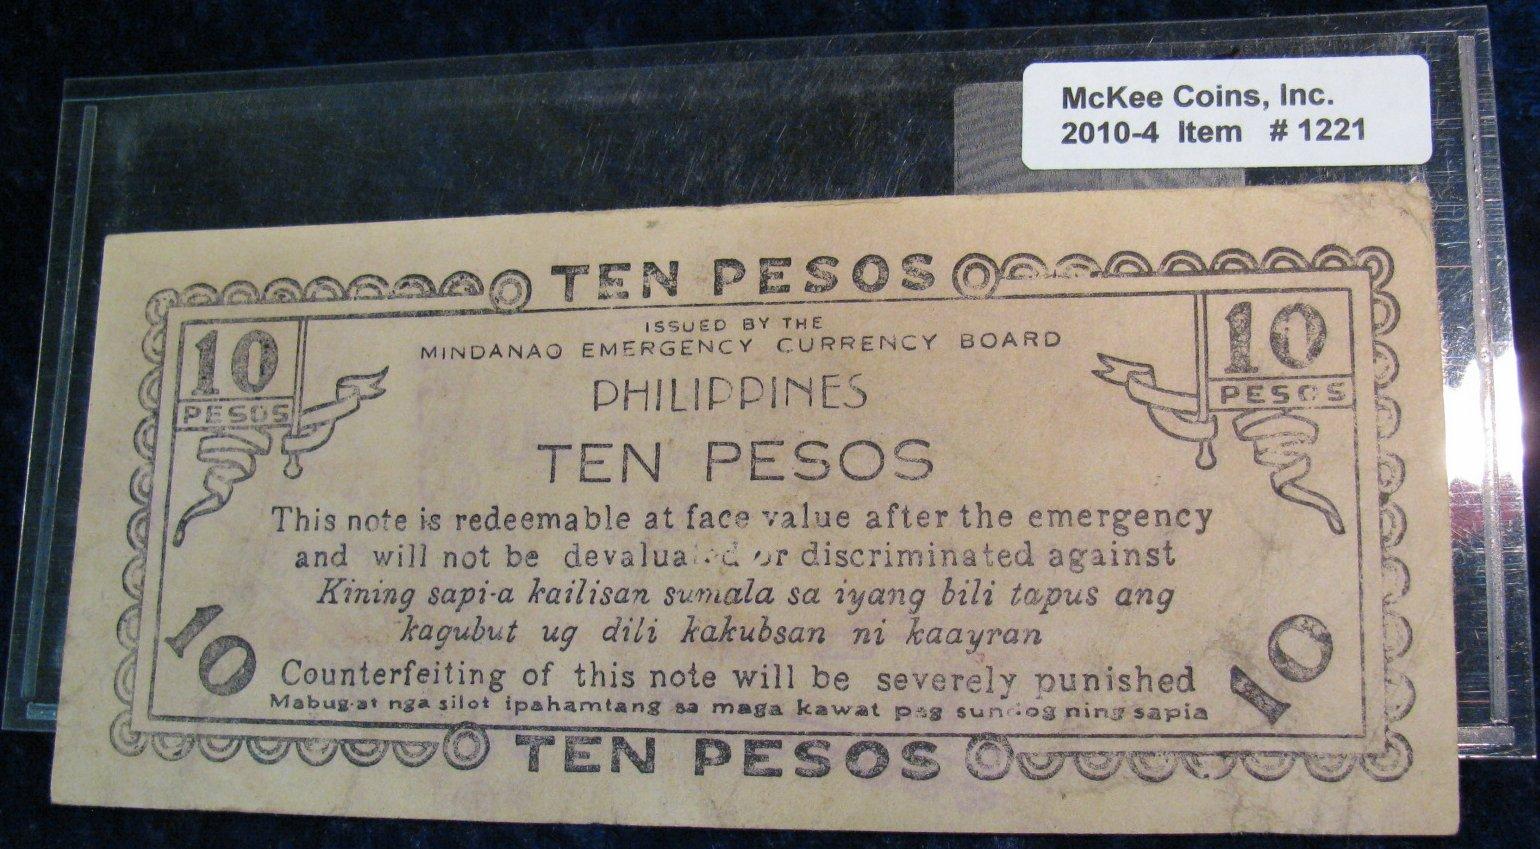 McKee Coins, Inc.
2010-4 Item # 1221
TEN PESOS
10
PESOS
ISSUED BY THE
MINDANAO EMERGENCY CURRENCY BOARD
10
PESOS
PHILIPPINES
TEN PESOS
This note is redeemable at face value after the emergency
and will not be devaluated or discriminated against
Kining sapi-a kailisan sumala sa iyang bili tapus ang
kagubut ug dili kakubsan ni kaayran
10
Counterfeiting of this note will be severely punished
10
Mabug-at nga silot ipahamtang sa maga kawat pag sundog ning sapia
TEN PESOS